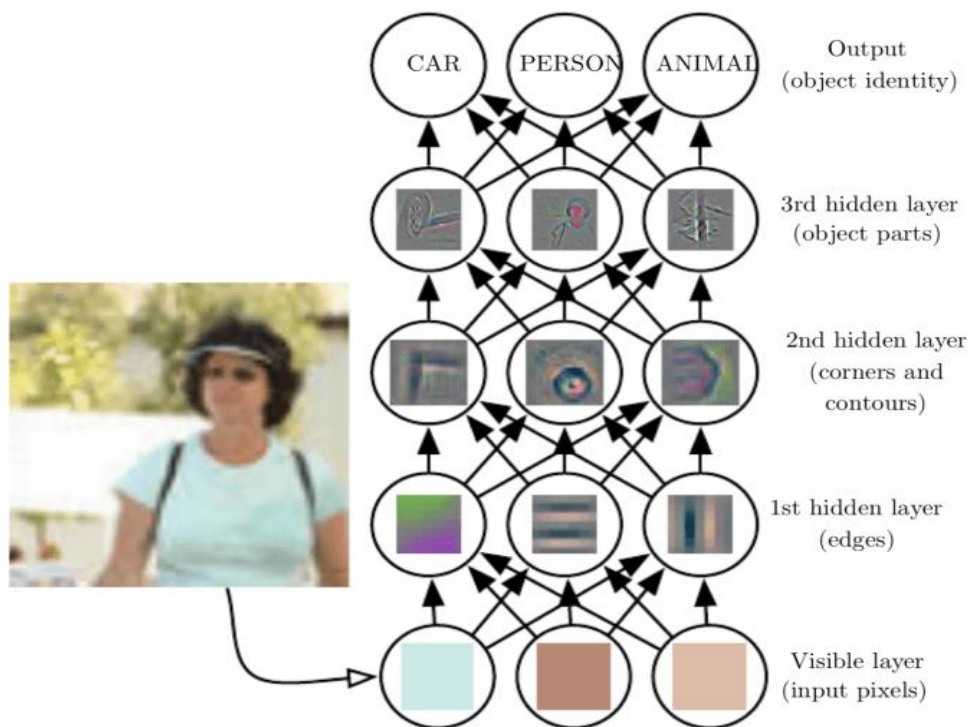 CAR
PERSON
ANIMAL
Output
(object identity)
3rd hidden layer
(object parts)
2nd hidden layer
(corners and
contours)
1st hidden layer
(edges)
Visible layer
(input pixels)